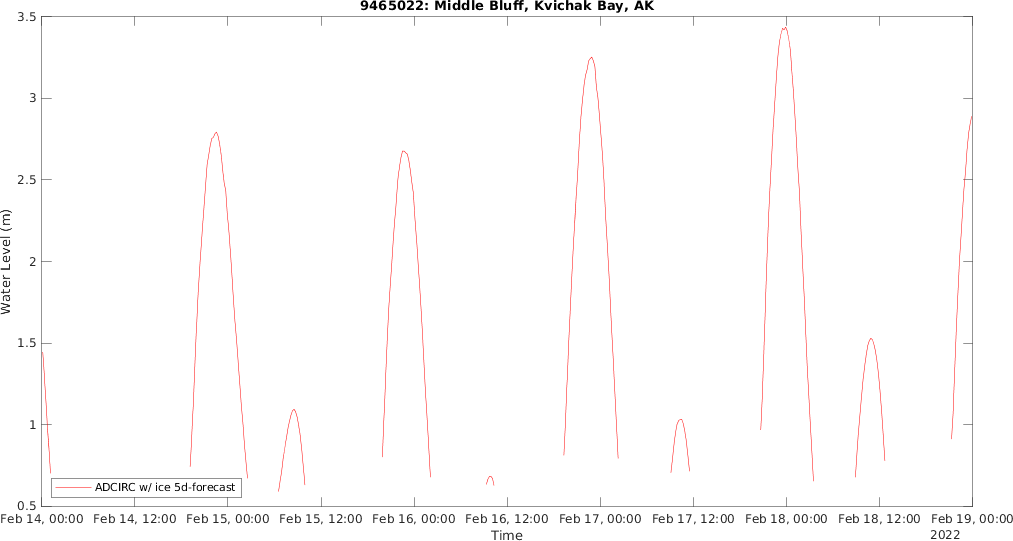 9465022: Middle Bluff, Kvichak Bay, AK
3.5
3
2.5
2
1.5
1
0.5
Water Level (m)
ADCIRC w/ ice 5d-forecast
Feb 14, 00:00 Feb 14, 12:00 Feb 15, 00:00 Feb 15, 12:00 Feb 16, 00:00 Feb 16, 12:00 Feb 17, 00:00 Feb 17, 12:00 Feb 18, 00:00 Feb 18, 12:00 Feb 19, 00:00
Time
2022